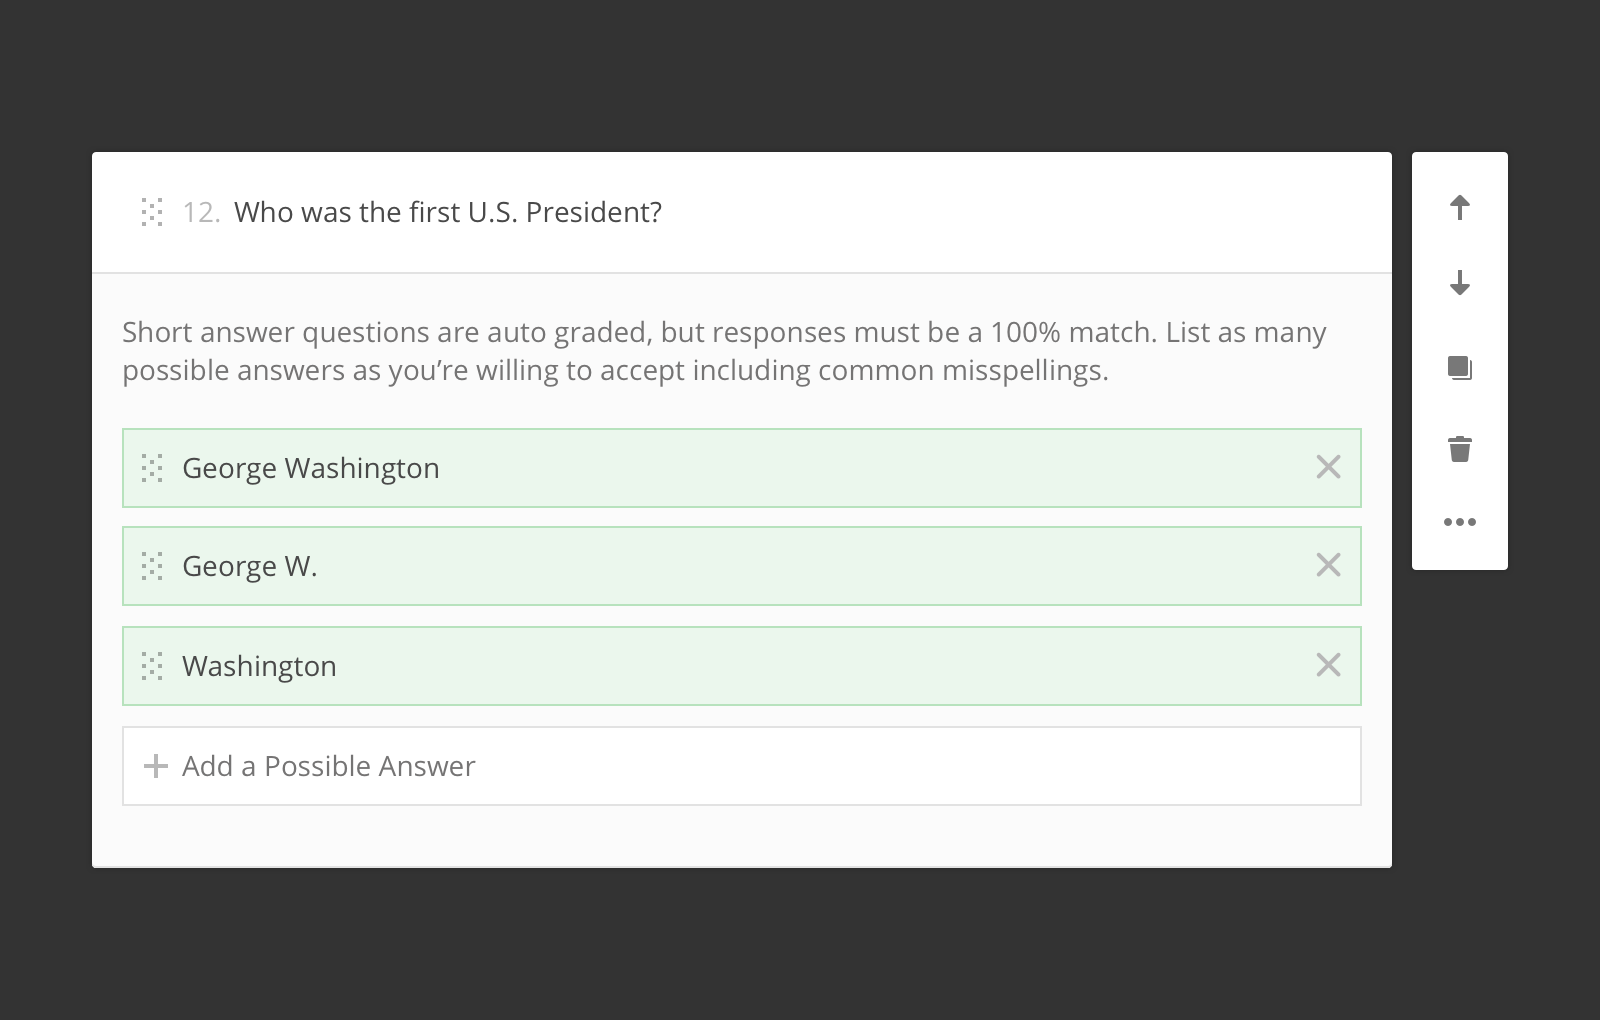 12. Who was the first U.S. President?
Short answer questions are auto graded, but responses must be a 100% match. List as many
possible answers as you’re willing to accept including common misspellings.
George Washington
George W.
Washington
Add a Possible Answer